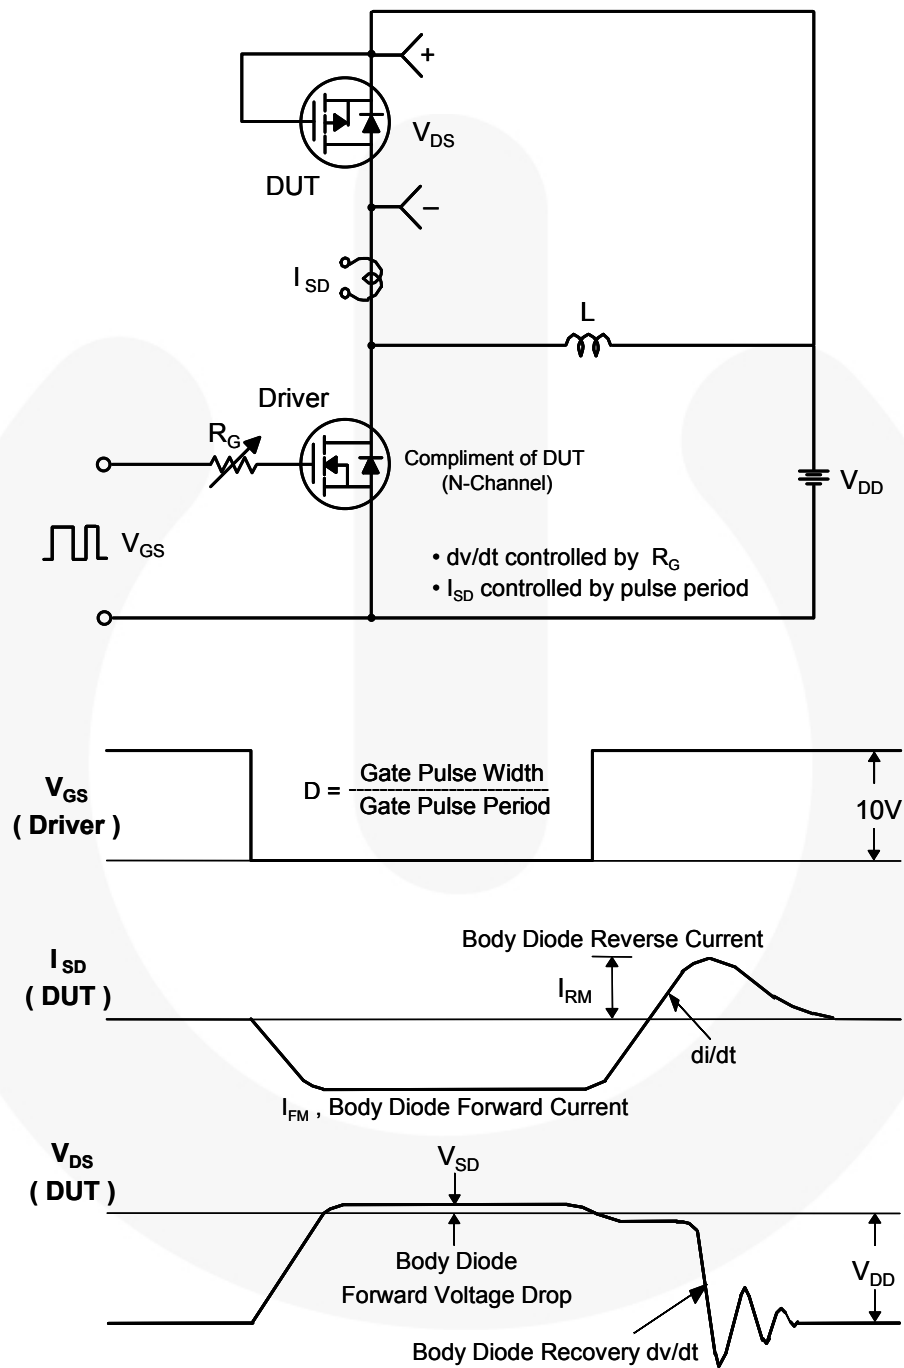 +
V_DS
DUT
−
I_SD
L
Driver
R_G
Compliment of DUT
(N-Channel)
V_DD
V_GS
• dv/dt controlled by R_G
• I_SD controlled by pulse period
V_GS
( Driver )
D = Gate Pulse Width
Gate Pulse Period
10V
Body Diode Reverse Current
I_SD
( DUT )
I_RM
di/dt
I_FM , Body Diode Forward Current
V_DS
( DUT )
V_SD
Body Diode
Forward Voltage Drop
V_DD
Body Diode Recovery dv/dt